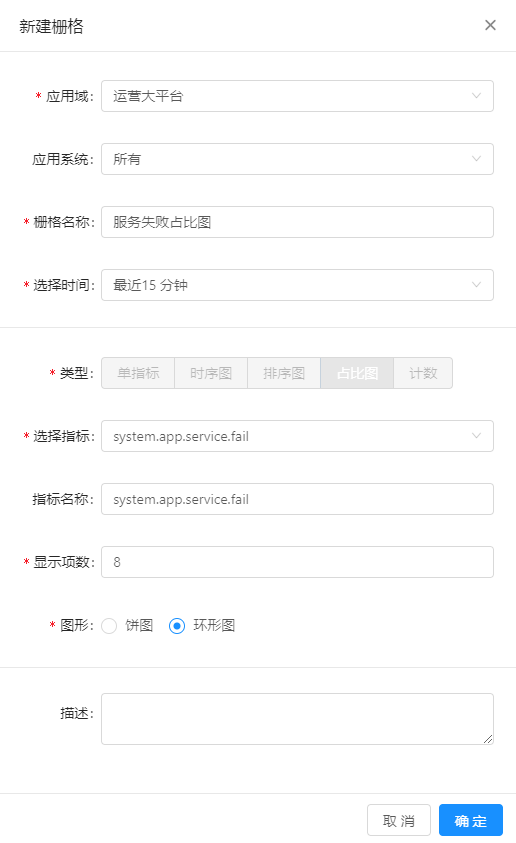 新建栅格
* 应用域: 运营大平台
应用系统: 所有
* 栅格名称: 服务失败占比图
* 选择时间: 最近15 分钟
* 类型: 单指标 时序图 排序图 占比图 计数
* 选择指标: system.app.service.fail
指标名称: system.app.service.fail
* 显示项数: 8
* 图形: 饼图 环形图
描述:
取 消 确 定